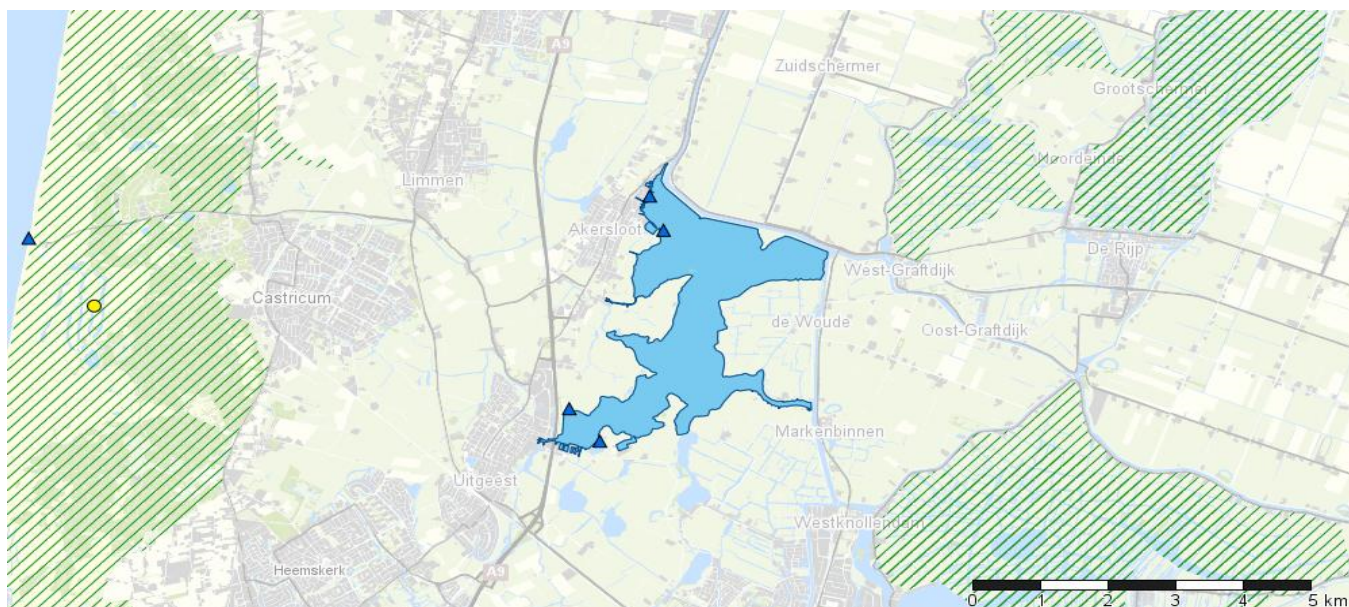 A9
Zuidschermer
Grootschermer
Noordeinde
Limmen
Akersloot
De Rijp
West-Graftdijk
Castricum
de Woude
Oost-Graftdijk
Markenbinnen
Uitgeest
Westknollendam
Heemskerk
A9
0 1 2 3 4 5 km